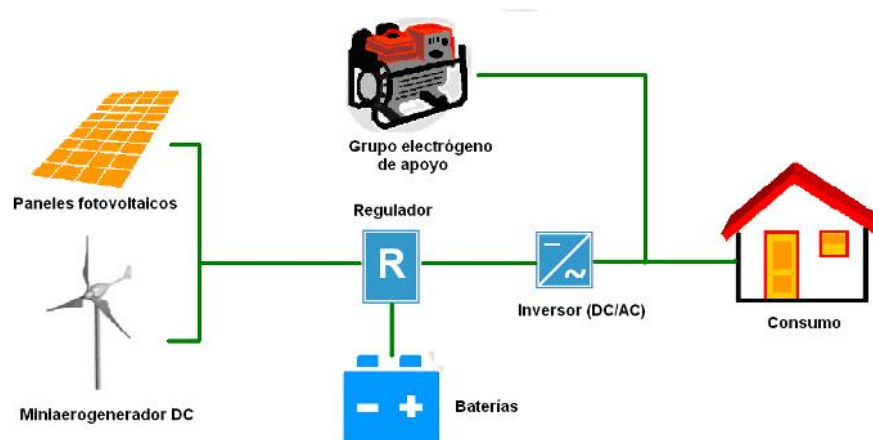 Grupo electrógeno
de apoyo
Paneles fotovoltaicos
Regulador
R
Inversor (DC/AC)
Consumo
Miniaerogenerador DC
Baterías